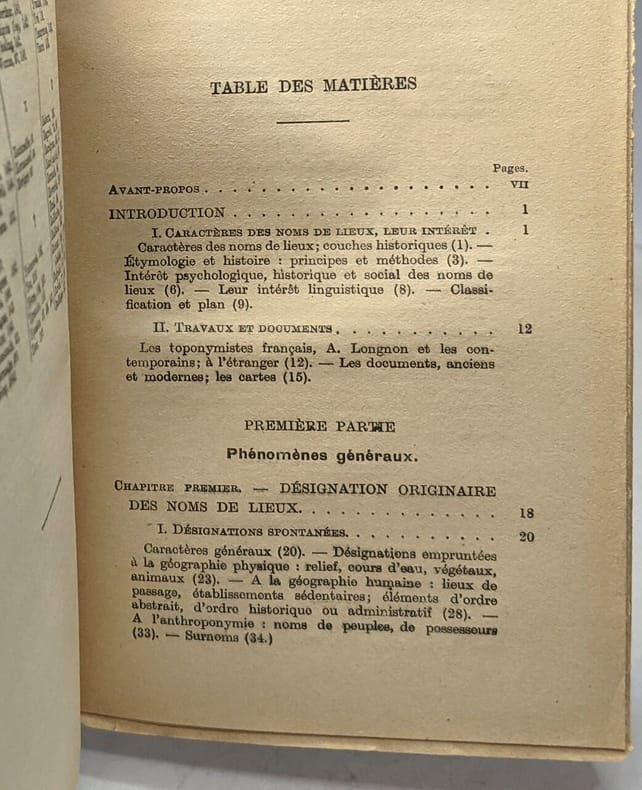 TABLE DES MATIÈRES
Pages.
AVANT-PROPOS . . . . . . . . . . . . . . . . . . . . VII
INTRODUCTION . . . . . . . . . . . . . . . . . . 1
I. CARACTÈRES DES NOMS DE LIEUX, LEUR INTÉRÊT . 1
Caractères des noms de lieux; couches historiques (1). —
Étymologie et histoire : principes et méthodes (3). —
Intérêt psychologique, historique et social des noms de
lieux (6). — Leur intérêt linguistique (8). — Classi-
fication et plan (9).
II. TRAVAUX ET DOCUMENTS . . . . . . . . . . . 12
Les toponymistes français, A. Longnon et les con-
temporains; à l'étranger (12). — Les documents, anciens
et modernes; les cartes (15).
PREMIÈRE PARTIE
Phénomènes généraux.
CHAPITRE PREMIER. — DÉSIGNATION ORIGINAIRE
DES NOMS DE LIEUX. . . . . . . . . . . . . . 18
I. DÉSIGNATIONS SPONTANÉES. . . . . . . . . . . 20
Caractères généraux (20). — Désignations empruntées
à la géographie physique : relief, cours d'eau, végétaux,
animaux (23). — A la géographie humaine : lieux de
passage, établissements sédentaires; éléments d'ordre
abstrait, d'ordre historique ou administratif (28). —
A l'anthroponymie : noms de peuples, de possesseurs
(33). — Surnoms (34.)